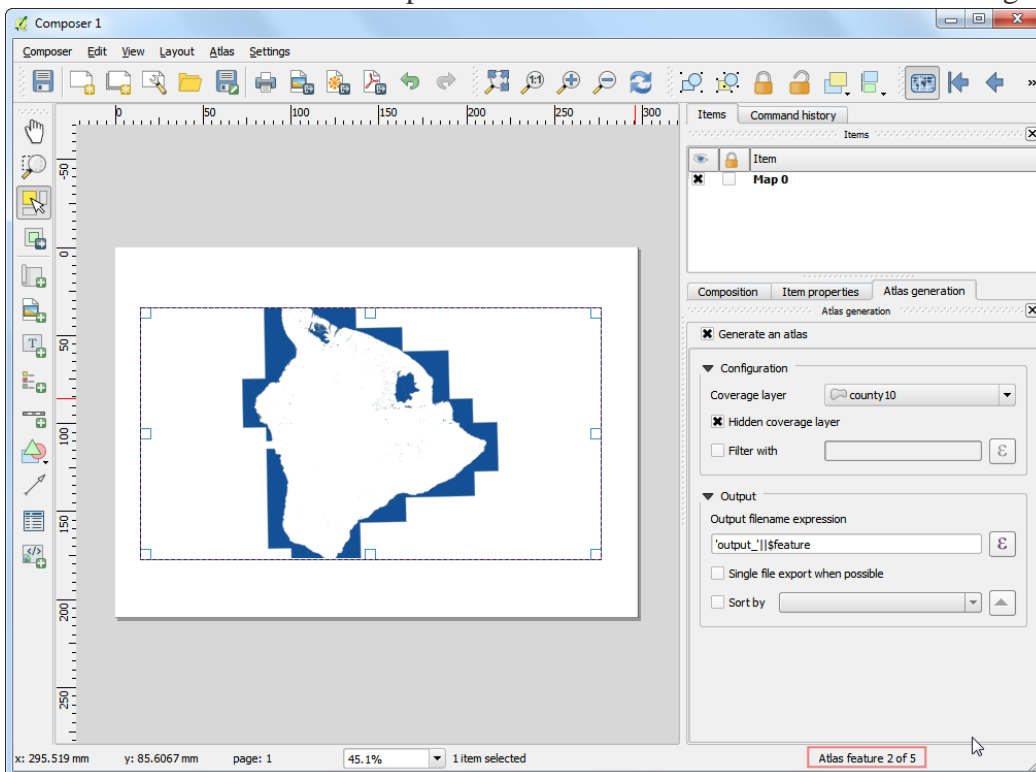 Composer 1
Composer Edit View Layout Atlas Settings
1:1
»
0 50 100 150 200 250 300
-50
0
50
100
150
200
250
T
Items Command history
Items
Item
Map 0
Composition Item properties Atlas generation
Atlas generation
Generate an atlas
Configuration
Coverage layer county10
Hidden coverage layer
Filter with ε
Output
Output filename expression
'output_'||$feature ε
Single file export when possible
Sort by
x: 295.519 mm y: 85.6067 mm page: 1 45.1% 1 item selected Atlas feature 2 of 5